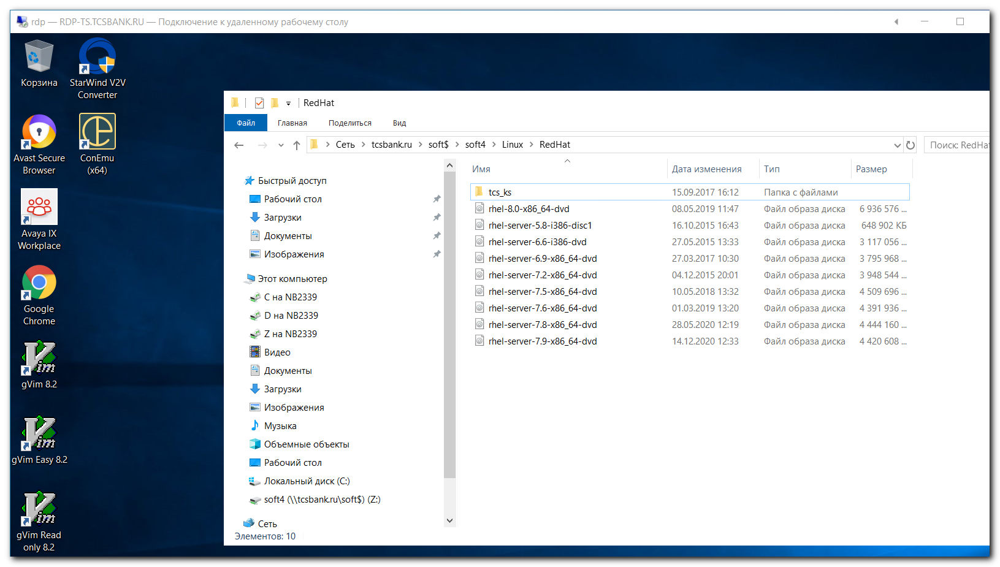 rdp — RDP-TS.TCSBANK.RU — Подключение к удаленному рабочему столу
Корзина
StarWind V2V
Converter
Avast Secure
Browser
ConEmu
(x64)
Avaya IX
Workplace
Google
Chrome
gVim 8.2
gVim Easy 8.2
gVim Read
only 8.2
RedHat
Файл Главная Поделиться Вид
Сеть > tcsbank.ru > soft$ > soft4 > Linux > RedHat
Поиск: RedHat
Быстрый доступ
Рабочий стол
Загрузки
Документы
Изображения
Этот компьютер
C на NB2339
D на NB2339
Z на NB2339
Видео
Документы
Загрузки
Изображения
Музыка
Объемные объекты
Рабочий стол
Локальный диск (C:)
soft4 (\\tcsbank.ru\soft$) (Z:)
Сеть
Имя Дата изменения Тип Размер
tcs_ks 15.09.2017 16:12 Папка с файлами
rhel-8.0-x86_64-dvd 08.05.2019 11:47 Файл образа диска 6 936 576 ...
rhel-server-5.8-i386-disc1 16.10.2015 16:43 Файл образа диска 648 902 КБ
rhel-server-6.6-i386-dvd 27.05.2015 13:33 Файл образа диска 3 117 056 ...
rhel-server-6.9-x86_64-dvd 27.03.2017 10:30 Файл образа диска 3 795 968 ...
rhel-server-7.2-x86_64-dvd 04.12.2015 20:01 Файл образа диска 3 948 544 ...
rhel-server-7.5-x86_64-dvd 10.05.2018 13:32 Файл образа диска 4 509 696 ...
rhel-server-7.6-x86_64-dvd 01.03.2019 13:20 Файл образа диска 4 391 936 ...
rhel-server-7.8-x86_64-dvd 28.05.2020 12:19 Файл образа диска 4 444 160 ...
rhel-server-7.9-x86_64-dvd 14.12.2020 12:33 Файл образа диска 4 420 608 ...
Элементов: 10